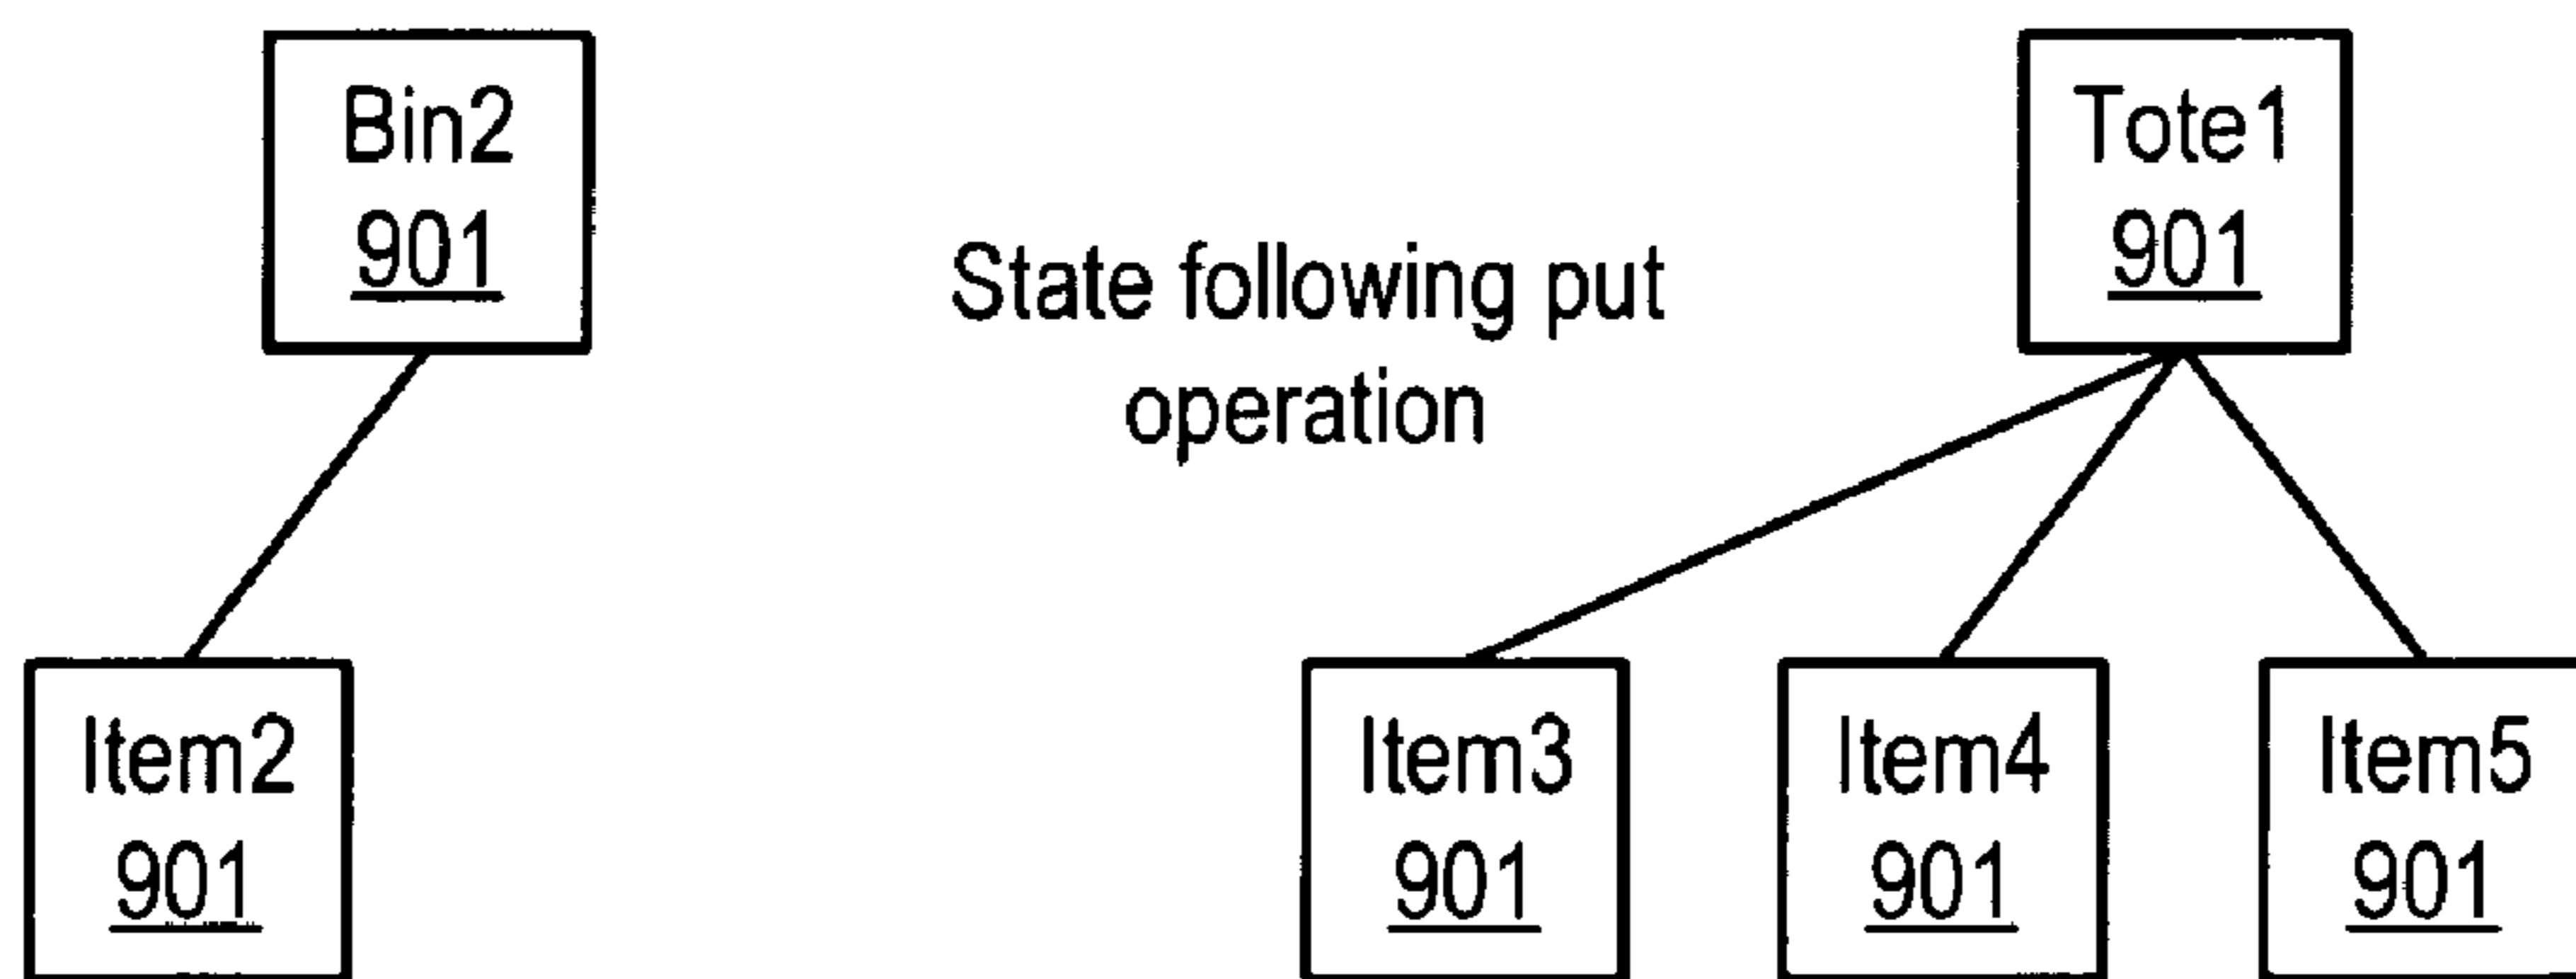 Bin2
901
Tote1
901
State following put
operation
Item2
901
Item3
901
Item4
901
Item5
901